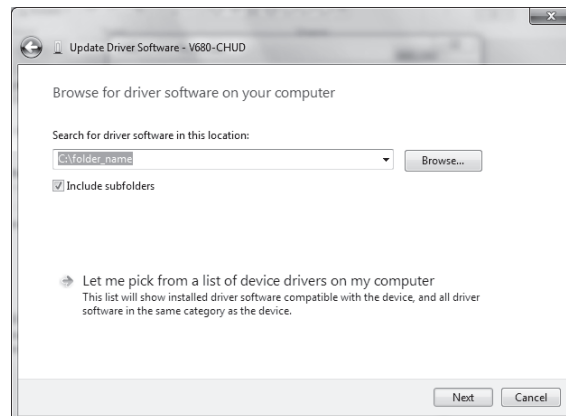 Update Driver Software - V680-CHUD
Browse for driver software on your computer
Search for driver software in this location:
C:\folder_name
Browse...
Include subfolders
Let me pick from a list of device drivers on my computer
This list will show installed driver software compatible with the device, and all driver
software in the same category as the device.
Next
Cancel